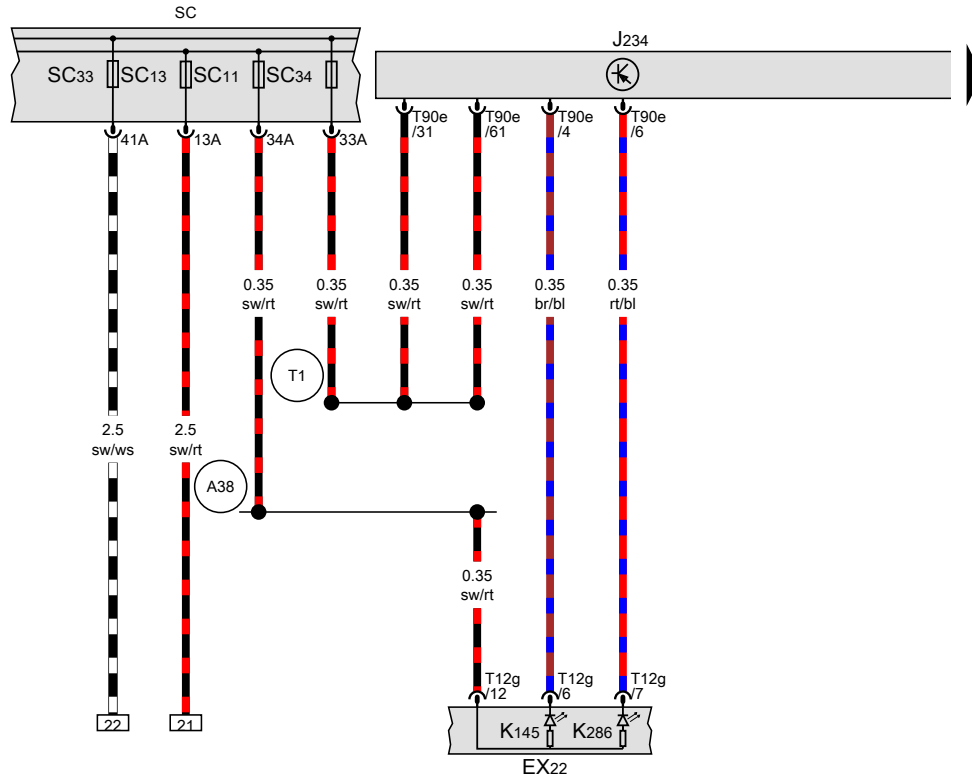 SC
J234
SC33
SC13
SC11
SC34
41A
13A
34A
33A
T90e
/31
T90e
/61
T90e
/4
T90e
/6
0.35
sw/rt
0.35
sw/rt
0.35
sw/rt
0.35
sw/rt
0.35
br/bl
0.35
rt/bl
T1
2.5
sw/ws
2.5
sw/rt
A38
0.35
sw/rt
T12g
/12
T12g
/6
T12g
/7
22
21
K145
K286
EX22